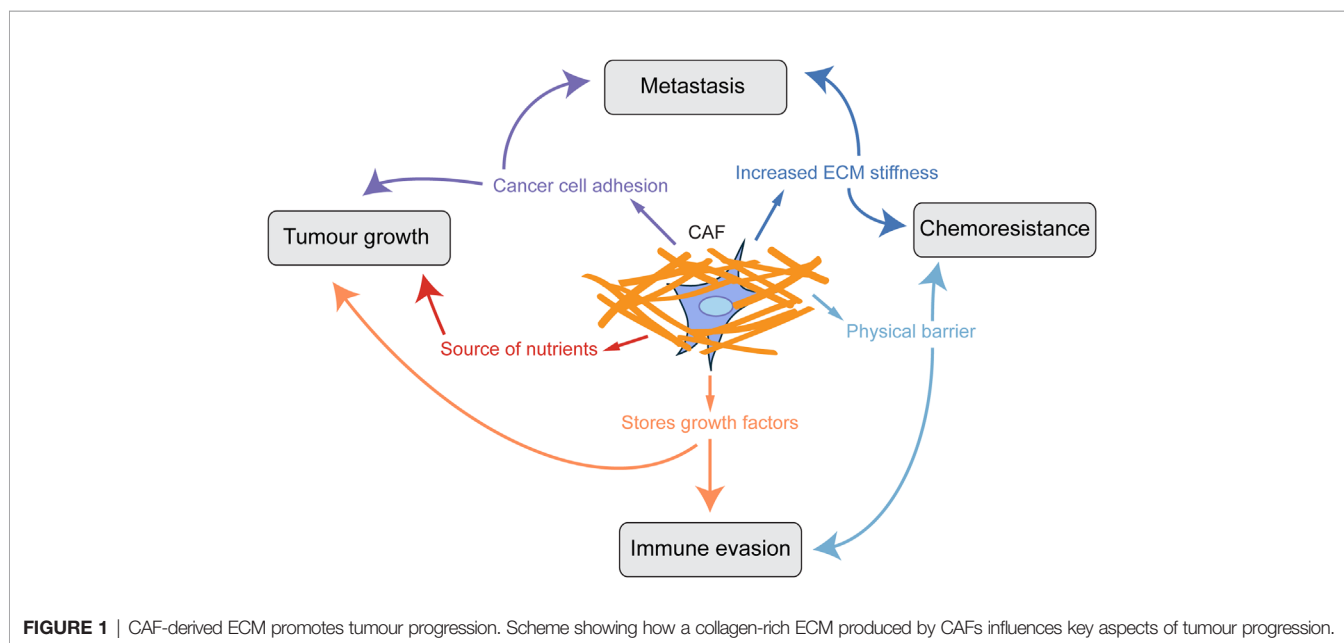 Metastasis
Increased ECM stiffness
Cancer cell adhesion
Tumour growth
CAF
Chemoresistance
Physical barrier
Source of nutrients
Stores growth factors
Immune evasion
FIGURE 1 | CAF-derived ECM promotes tumour progression. Scheme showing how a collagen-rich ECM produced by CAFs influences key aspects of tumour progression.